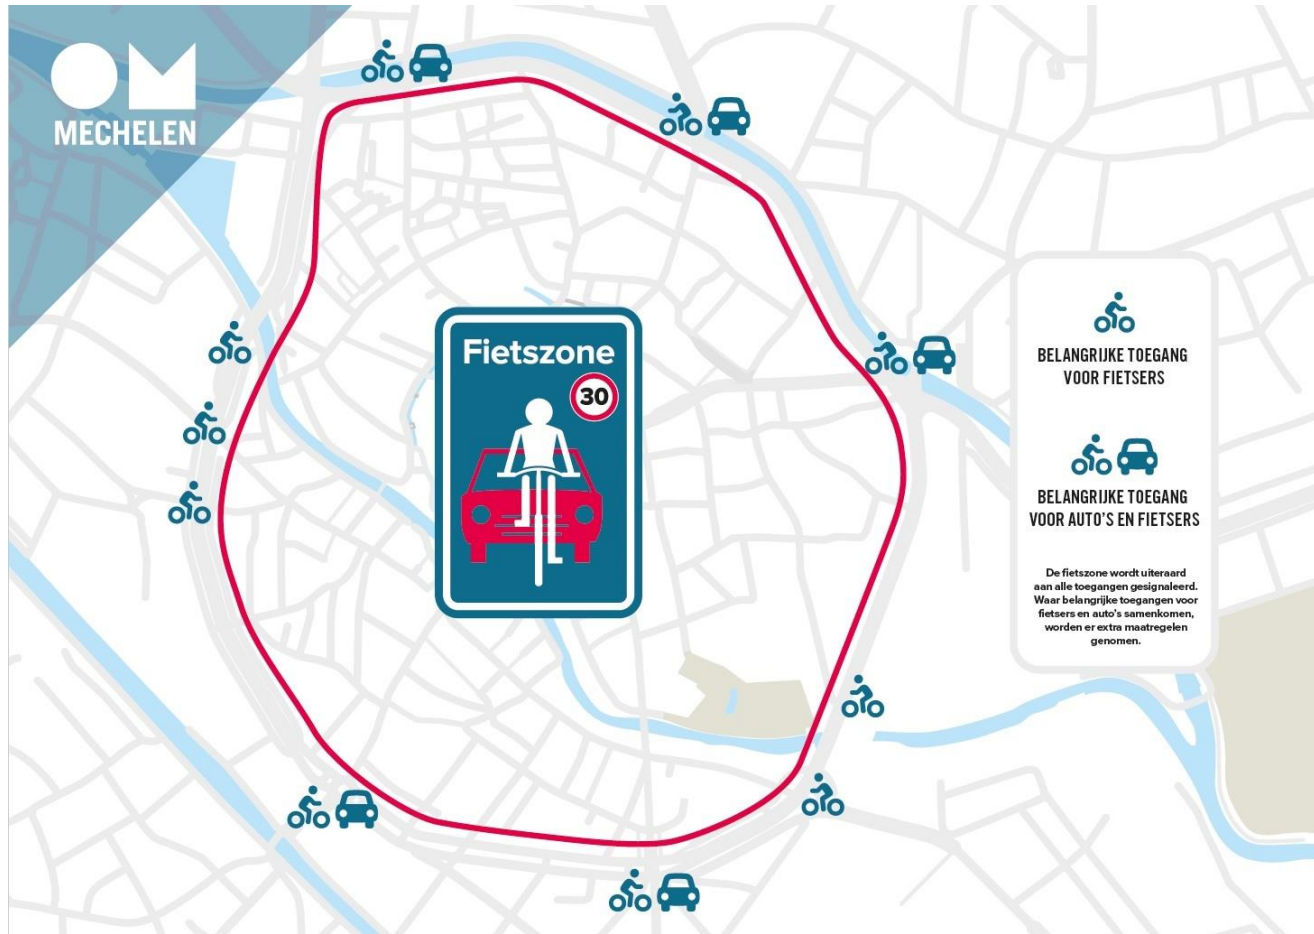 OM
MECHELEN
Fietszone
30
BELANGRIJKE TOEGANG
VOOR FIETSERS
BELANGRIJKE TOEGANG
VOOR AUTO'S EN FIETSERS
De fietszone wordt uiteraard
aan alle toegangen gesignaleerd.
Waar belangrijke toegangen voor
fietsers en auto's samenkomen,
worden er extra maatregelen
genomen.